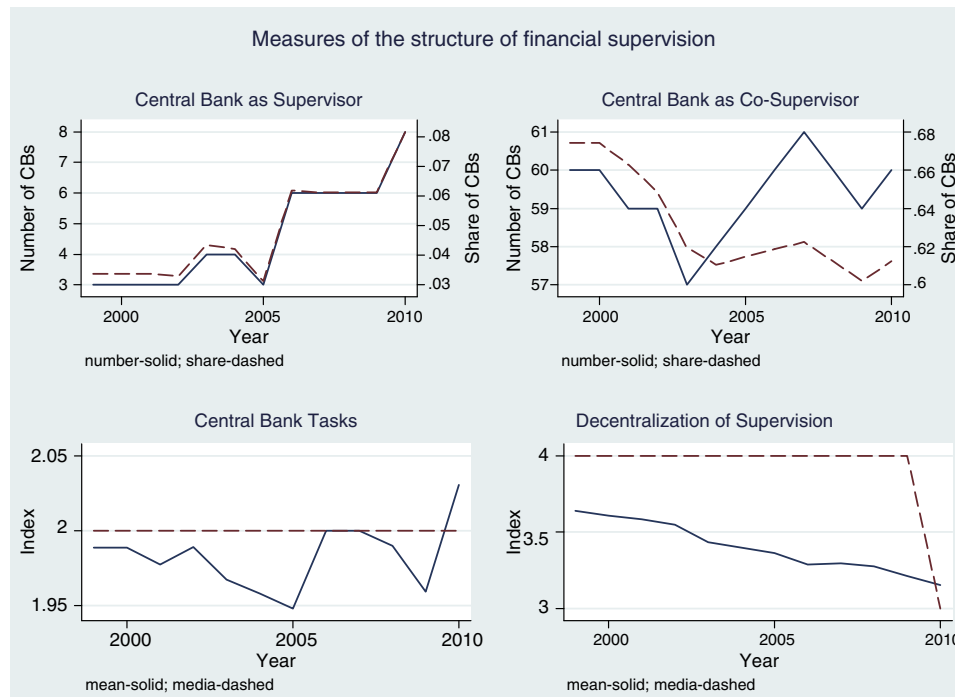 Measures of the structure of financial supervision
Central Bank as Supervisor
Number of CBs
8
7
6
5
4
3
.08
.06
.06
.05
.04
.03
Share of CBs
2000 2005 2010
Year
number-solid; share-dashed
Central Bank as Co-Supervisor
Number of CBs
61
60
59
58
57
.68
.66
.64
.62
.6
Share of CBs
2000 2005 2010
Year
number-solid; share-dashed
Central Bank Tasks
Index
2.05
2
1.95
2000 2005 2010
Year
mean-solid; media-dashed
Decentralization of Supervision
Index
4
3.5
3
2000 2005 2010
Year
mean-solid; media-dashed